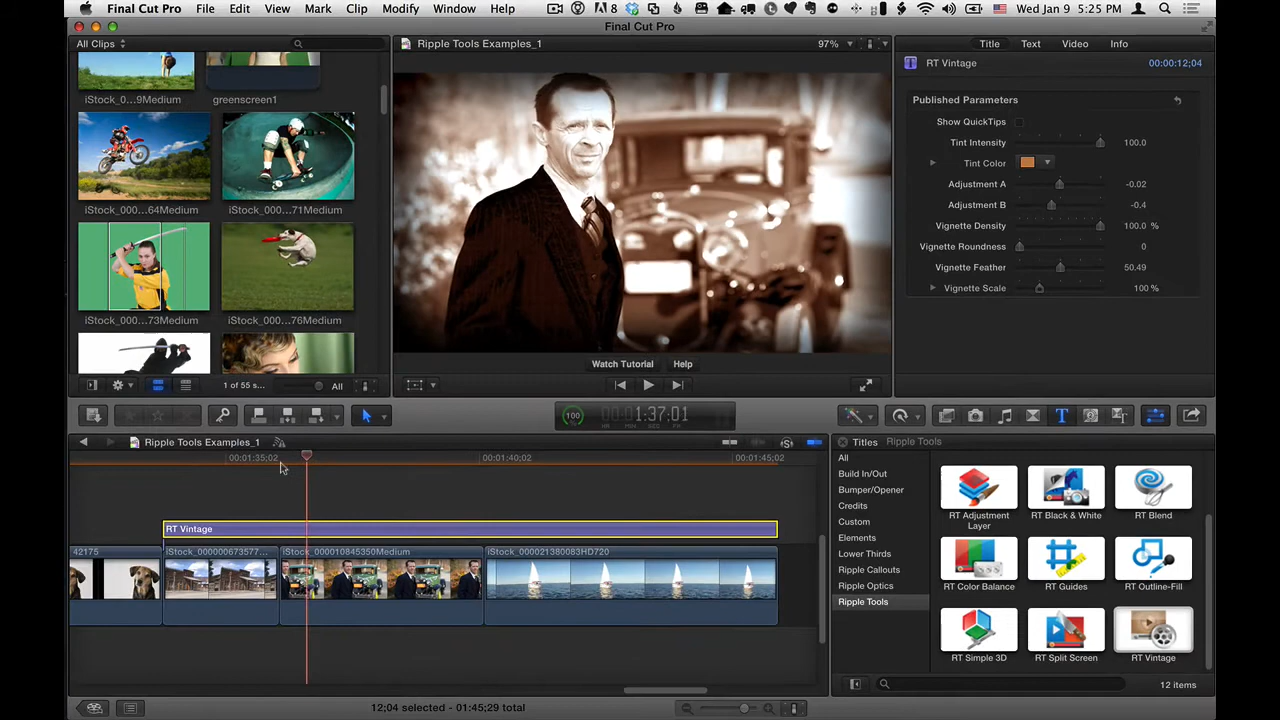 Final Cut Pro File Edit View Mark Clip Modify Window Help 8 Wed Jan 9 5:25 PM
Final Cut Pro
All Clips
Ripple Tools Examples_1
97%
Title Text Video Info
RT Vintage
00:00:12;04
iStock_0...9Medium
greenscreen1
iStock_000...64Medium
iStock_000...71Medium
iStock_000...73Medium
iStock_000...76Medium
1 of 55 s...
All
Published Parameters
Show QuickTips
Tint Intensity 100.0
Tint Color
Adjustment A -0.02
Adjustment B -0.4
Vignette Density 100.0 %
Vignette Roundness 0
Vignette Feather 50.49
Vignette Scale 100 %
Watch Tutorial Help
100
00:00:1:37:01
Ripple Tools Examples_1
00:01:35;02
00:01:40;02
00:01:45;02
RT Vintage
42175
iStock_000000673577...
iStock_000010845350Medium
iStock_000021380083HD720
Titles Ripple Tools
All
Build In/Out
Bumper/Opener
Credits
Custom
Elements
Lower Thirds
Ripple Callouts
Ripple Optics
Ripple Tools
RT Adjustment
Layer
RT Black & White
RT Blend
RT Color Balance
RT Guides
RT Outline-Fill
RT Simple 3D
RT Split Screen
RT Vintage
12 items
12;04 selected - 01:45;29 total